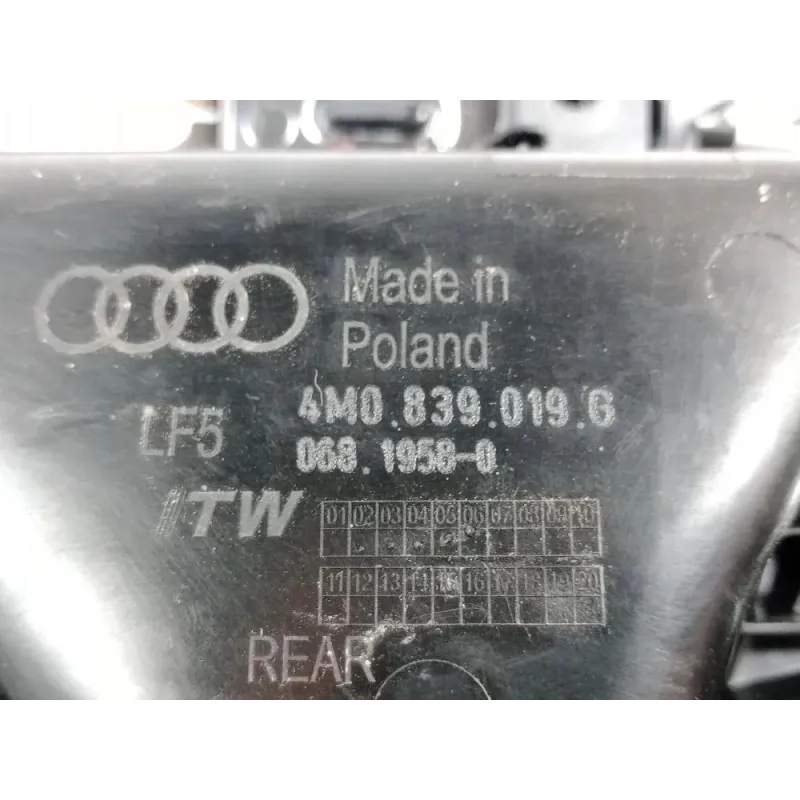 Made in
Poland
4M0.839.019.G
LF5
068.1958-0
ITW
01 02 03 04 05 06 07 08 09 10
11 12 13 14 15 16 17 18 19 20
REAR